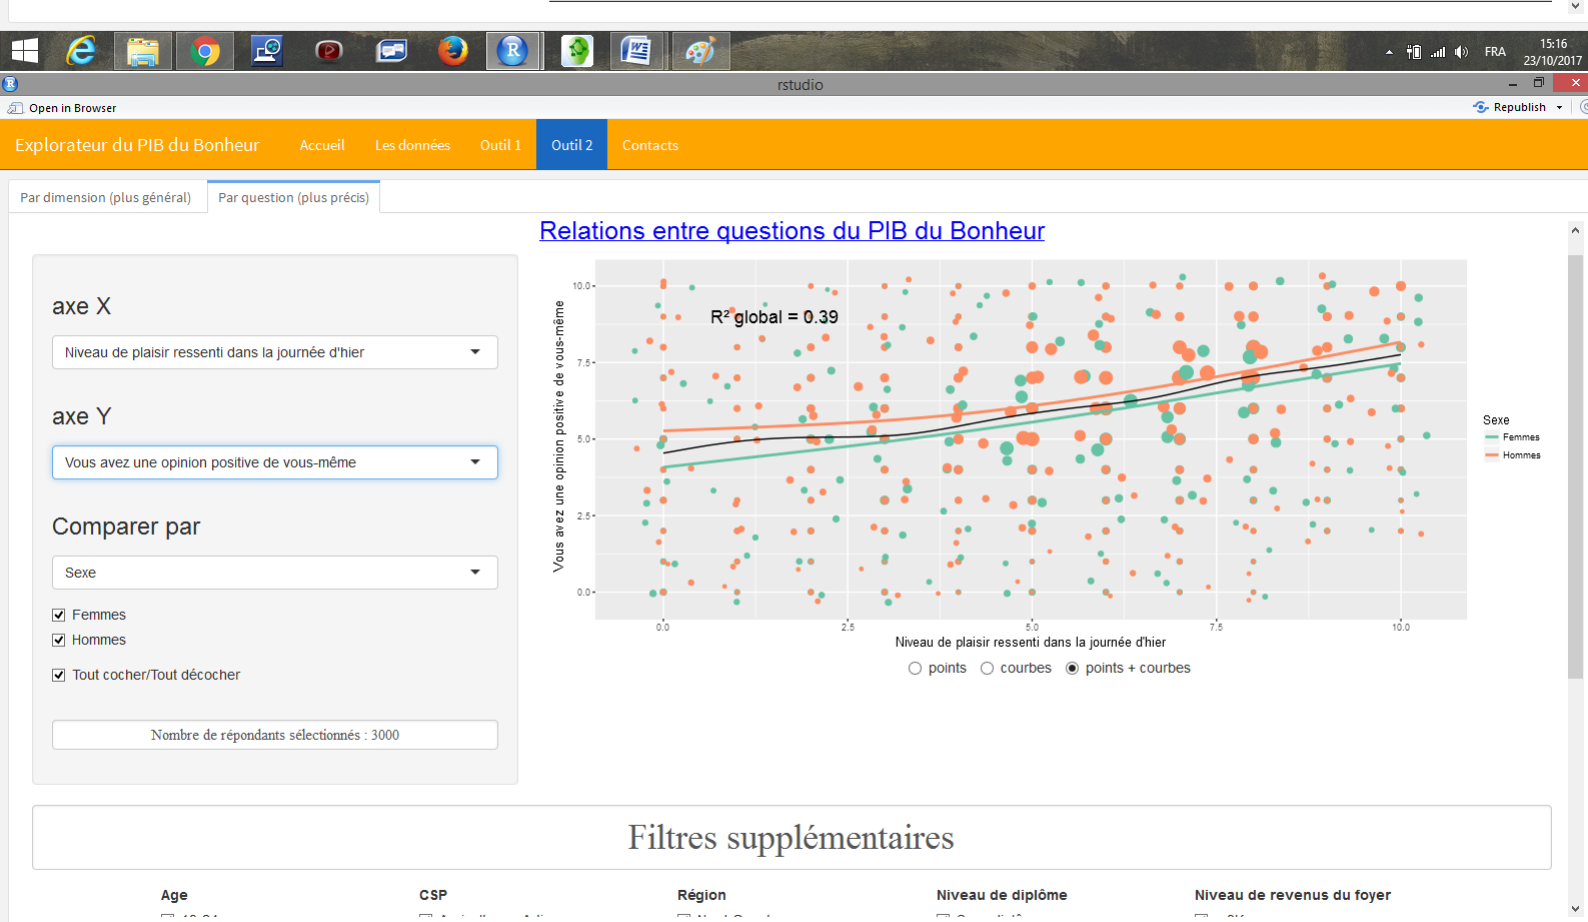 FRA
15:16
23/10/2017
rstudio
Open in Browser
Republish
Explorateur du PIB du Bonheur
Accueil
Les données
Outil 1
Outil 2
Contacts
Par dimension (plus général)
Par question (plus précis)
Relations entre questions du PIB du Bonheur
axe X
Niveau de plaisir ressenti dans la journée d'hier
axe Y
Vous avez une opinion positive de vous-même
Comparer par
Sexe
Femmes
Hommes
Tout cocher/Tout décocher
Nombre de répondants sélectionnés : 3000
Vous avez une opinion positive de vous-même
10.0
7.5
5.0
2.5
0.0
R² global = 0.39
0.0
2.5
5.0
7.5
10.0
Niveau de plaisir ressenti dans la journée d'hier
Sexe
Femmes
Hommes
points
courbes
points + courbes
Filtres supplémentaires
Age
CSP
Région
Niveau de diplôme
Niveau de revenus du foyer